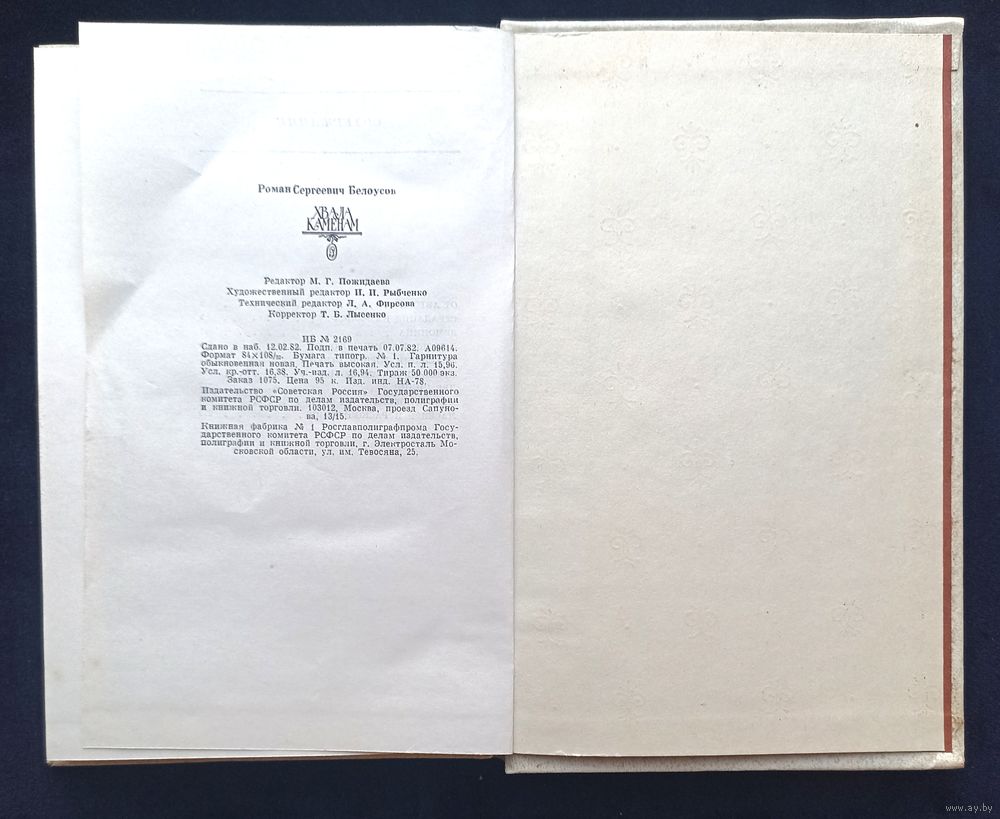 Роман Сергеевич Белоусов
ХВАЛА
КАМЕНАМ
Редактор М. Г. Пожидаева
Художественный редактор И. И. Рыбченко
Технический редактор Л. А. Фирсова
Корректор Т. Б. Лысенко
ИБ № 2169
Сдано в наб. 12.02.82. Подп. в печать 07.07.82. А09614.
Формат 84×108/32. Бумага типогр. № 1. Гарнитура
обыкновенная новая. Печать высокая. Усл. п. л. 15,96.
Усл. кр.-отт. 16,38. Уч.-изд. л. 16,94. Тираж 50 000 экз.
Заказ 1075. Цена 95 к. Изд. инд. НА-78.
Издательство «Советская Россия» Государственного
комитета РСФСР по делам издательств, полиграфии
и книжной торговли. 103012, Москва, проезд Сапуно-
ва, 13/15.
Книжная фабрика № 1 Росглавполиграфпрома Госу-
дарственного комитета РСФСР по делам издательств,
полиграфии и книжной торговли, г. Электросталь Мо-
сковской области, ул. им. Тевосяна, 25.
www.ay.by